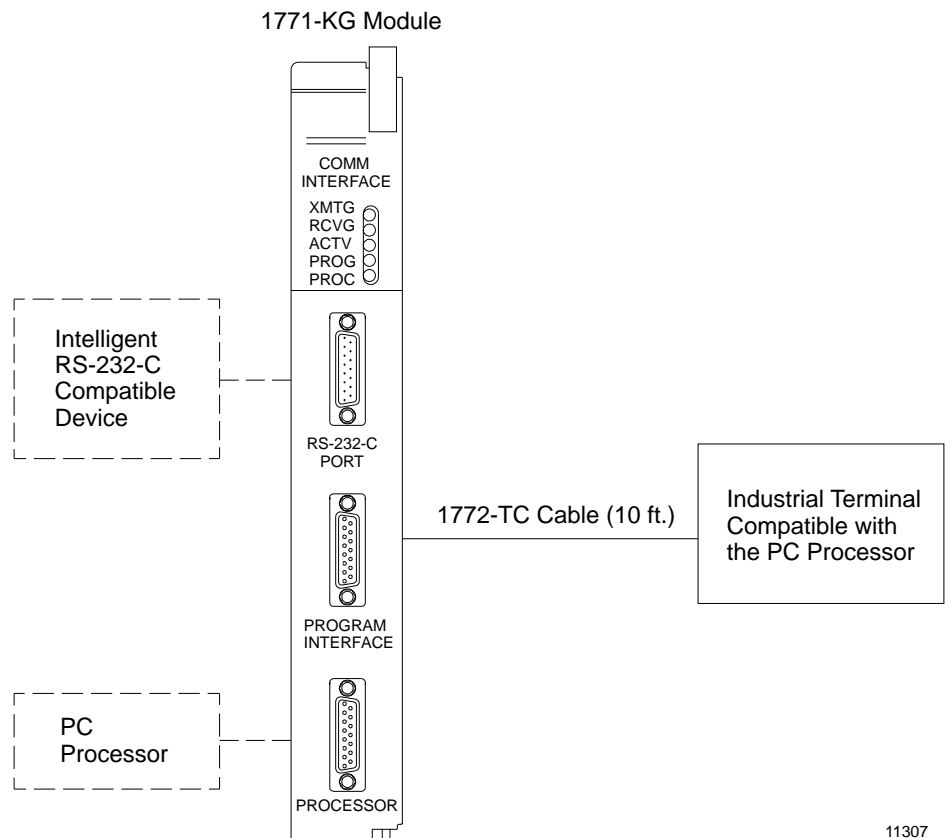 1771-KG Module
COMM
INTERFACE
XMTG
RCVG
ACTV
PROG
PROC
Intelligent
RS-232-C
Compatible
Device
RS-232-C
PORT
1772-TC Cable (10 ft.)
Industrial Terminal
Compatible with
the PC Processor
PROGRAM
INTERFACE
PC
Processor
PROCESSOR
11307